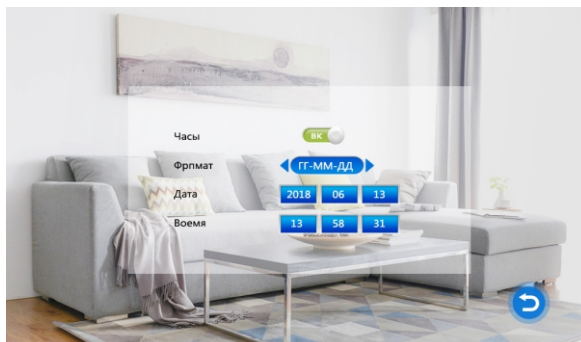 Часы ВК
Фрпмат ГГ-ММ-ДД
Дата 2018 06 13
Воемя 13 58 31